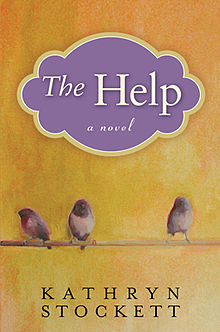 The Help
a novel
KATHRYN
STOCKETT